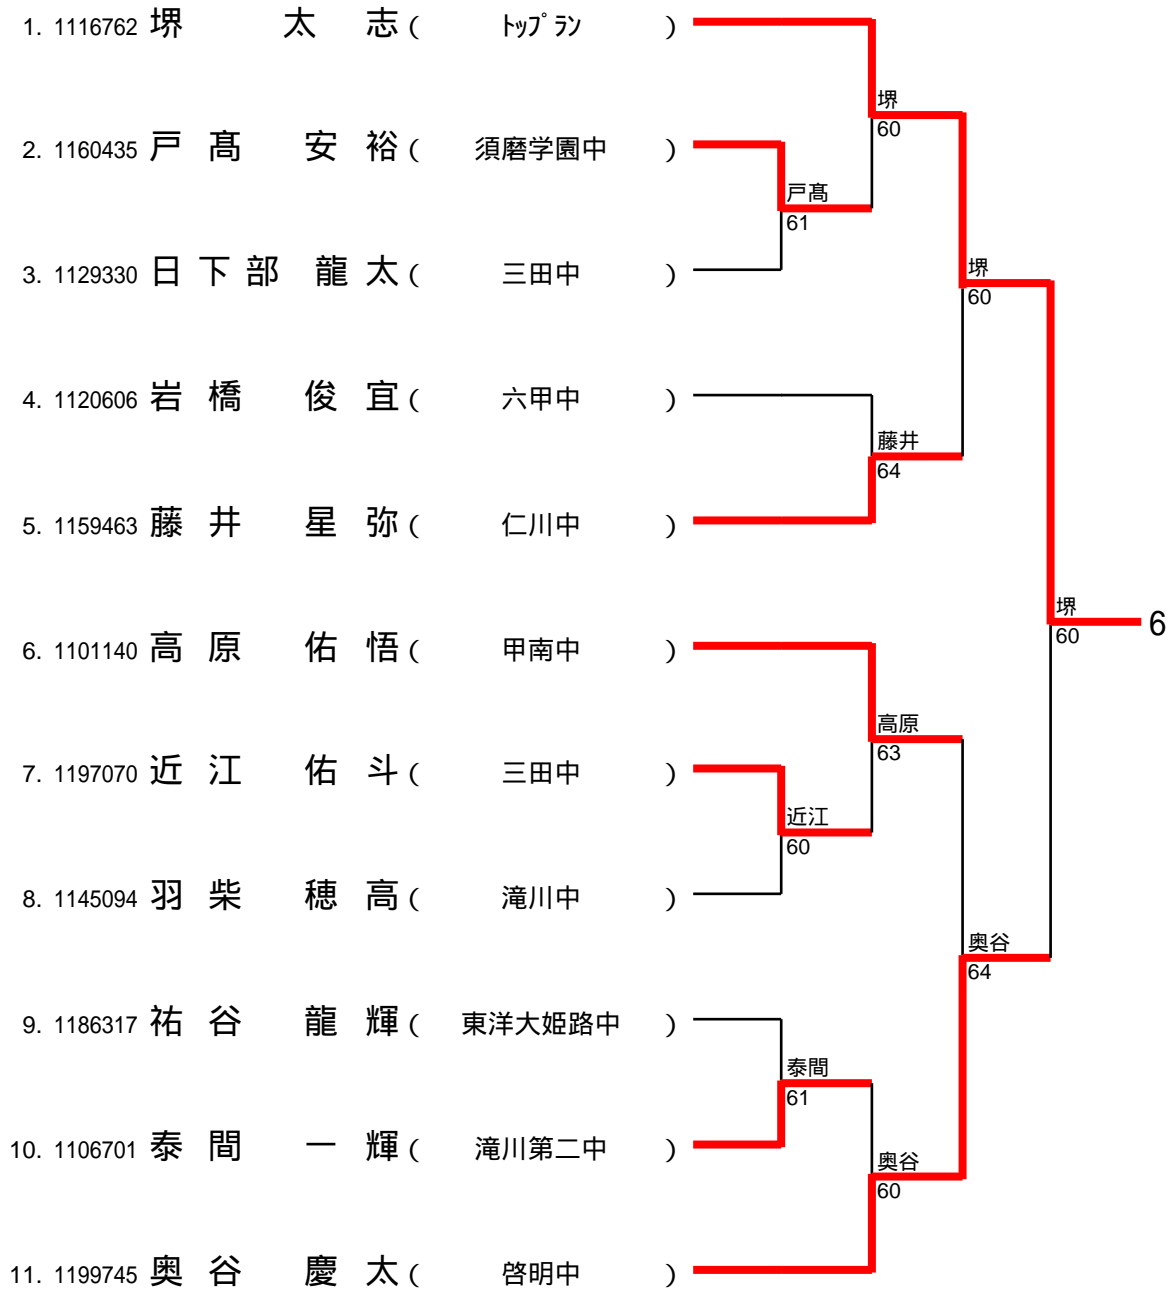 1. 1116762 堺 太 志 ( トップラン )
堺
60
2. 1160435 戸 髙 安 裕 ( 須磨学園中 )
戸髙
61
3. 1129330 日 下 部 龍 太 ( 三田中 )
堺
60
4. 1120606 岩 橋 俊 宜 ( 六甲中 )
藤井
64
5. 1159463 藤 井 星 弥 ( 仁川中 )
堺
60
6
6. 1101140 高 原 佑 悟 ( 甲南中 )
高原
63
7. 1197070 近 江 佑 斗 ( 三田中 )
近江
60
8. 1145094 羽 柴 穂 高 ( 滝川中 )
奥谷
64
9. 1186317 祐 谷 龍 輝 ( 東洋大姫路中 )
泰間
61
10. 1106701 泰 間 一 輝 ( 滝川第二中 )
奥谷
60
11. 1199745 奥 谷 慶 太 ( 啓明中 )